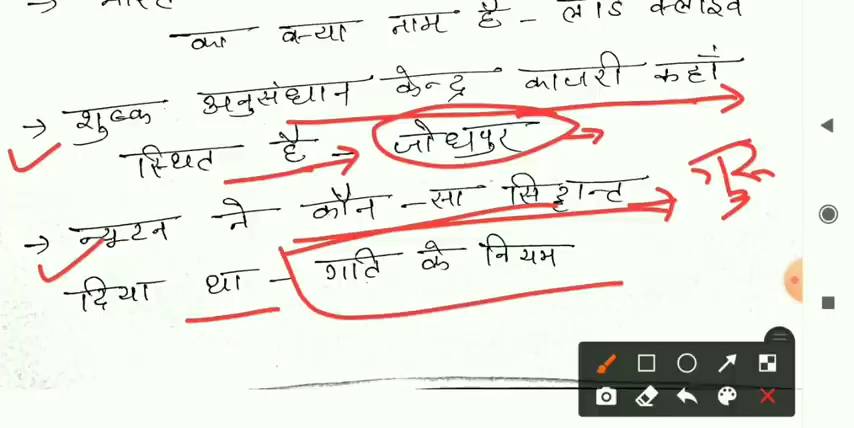 का क्या नाम है - लार्ड क्लाइव
→ शुष्क अनुसंधान केन्द्र काजरी कहाँ
स्थित है - जोधपुर
→ न्यूटन ने कौन-सा सिद्धान्त
दिया था - गति के नियम